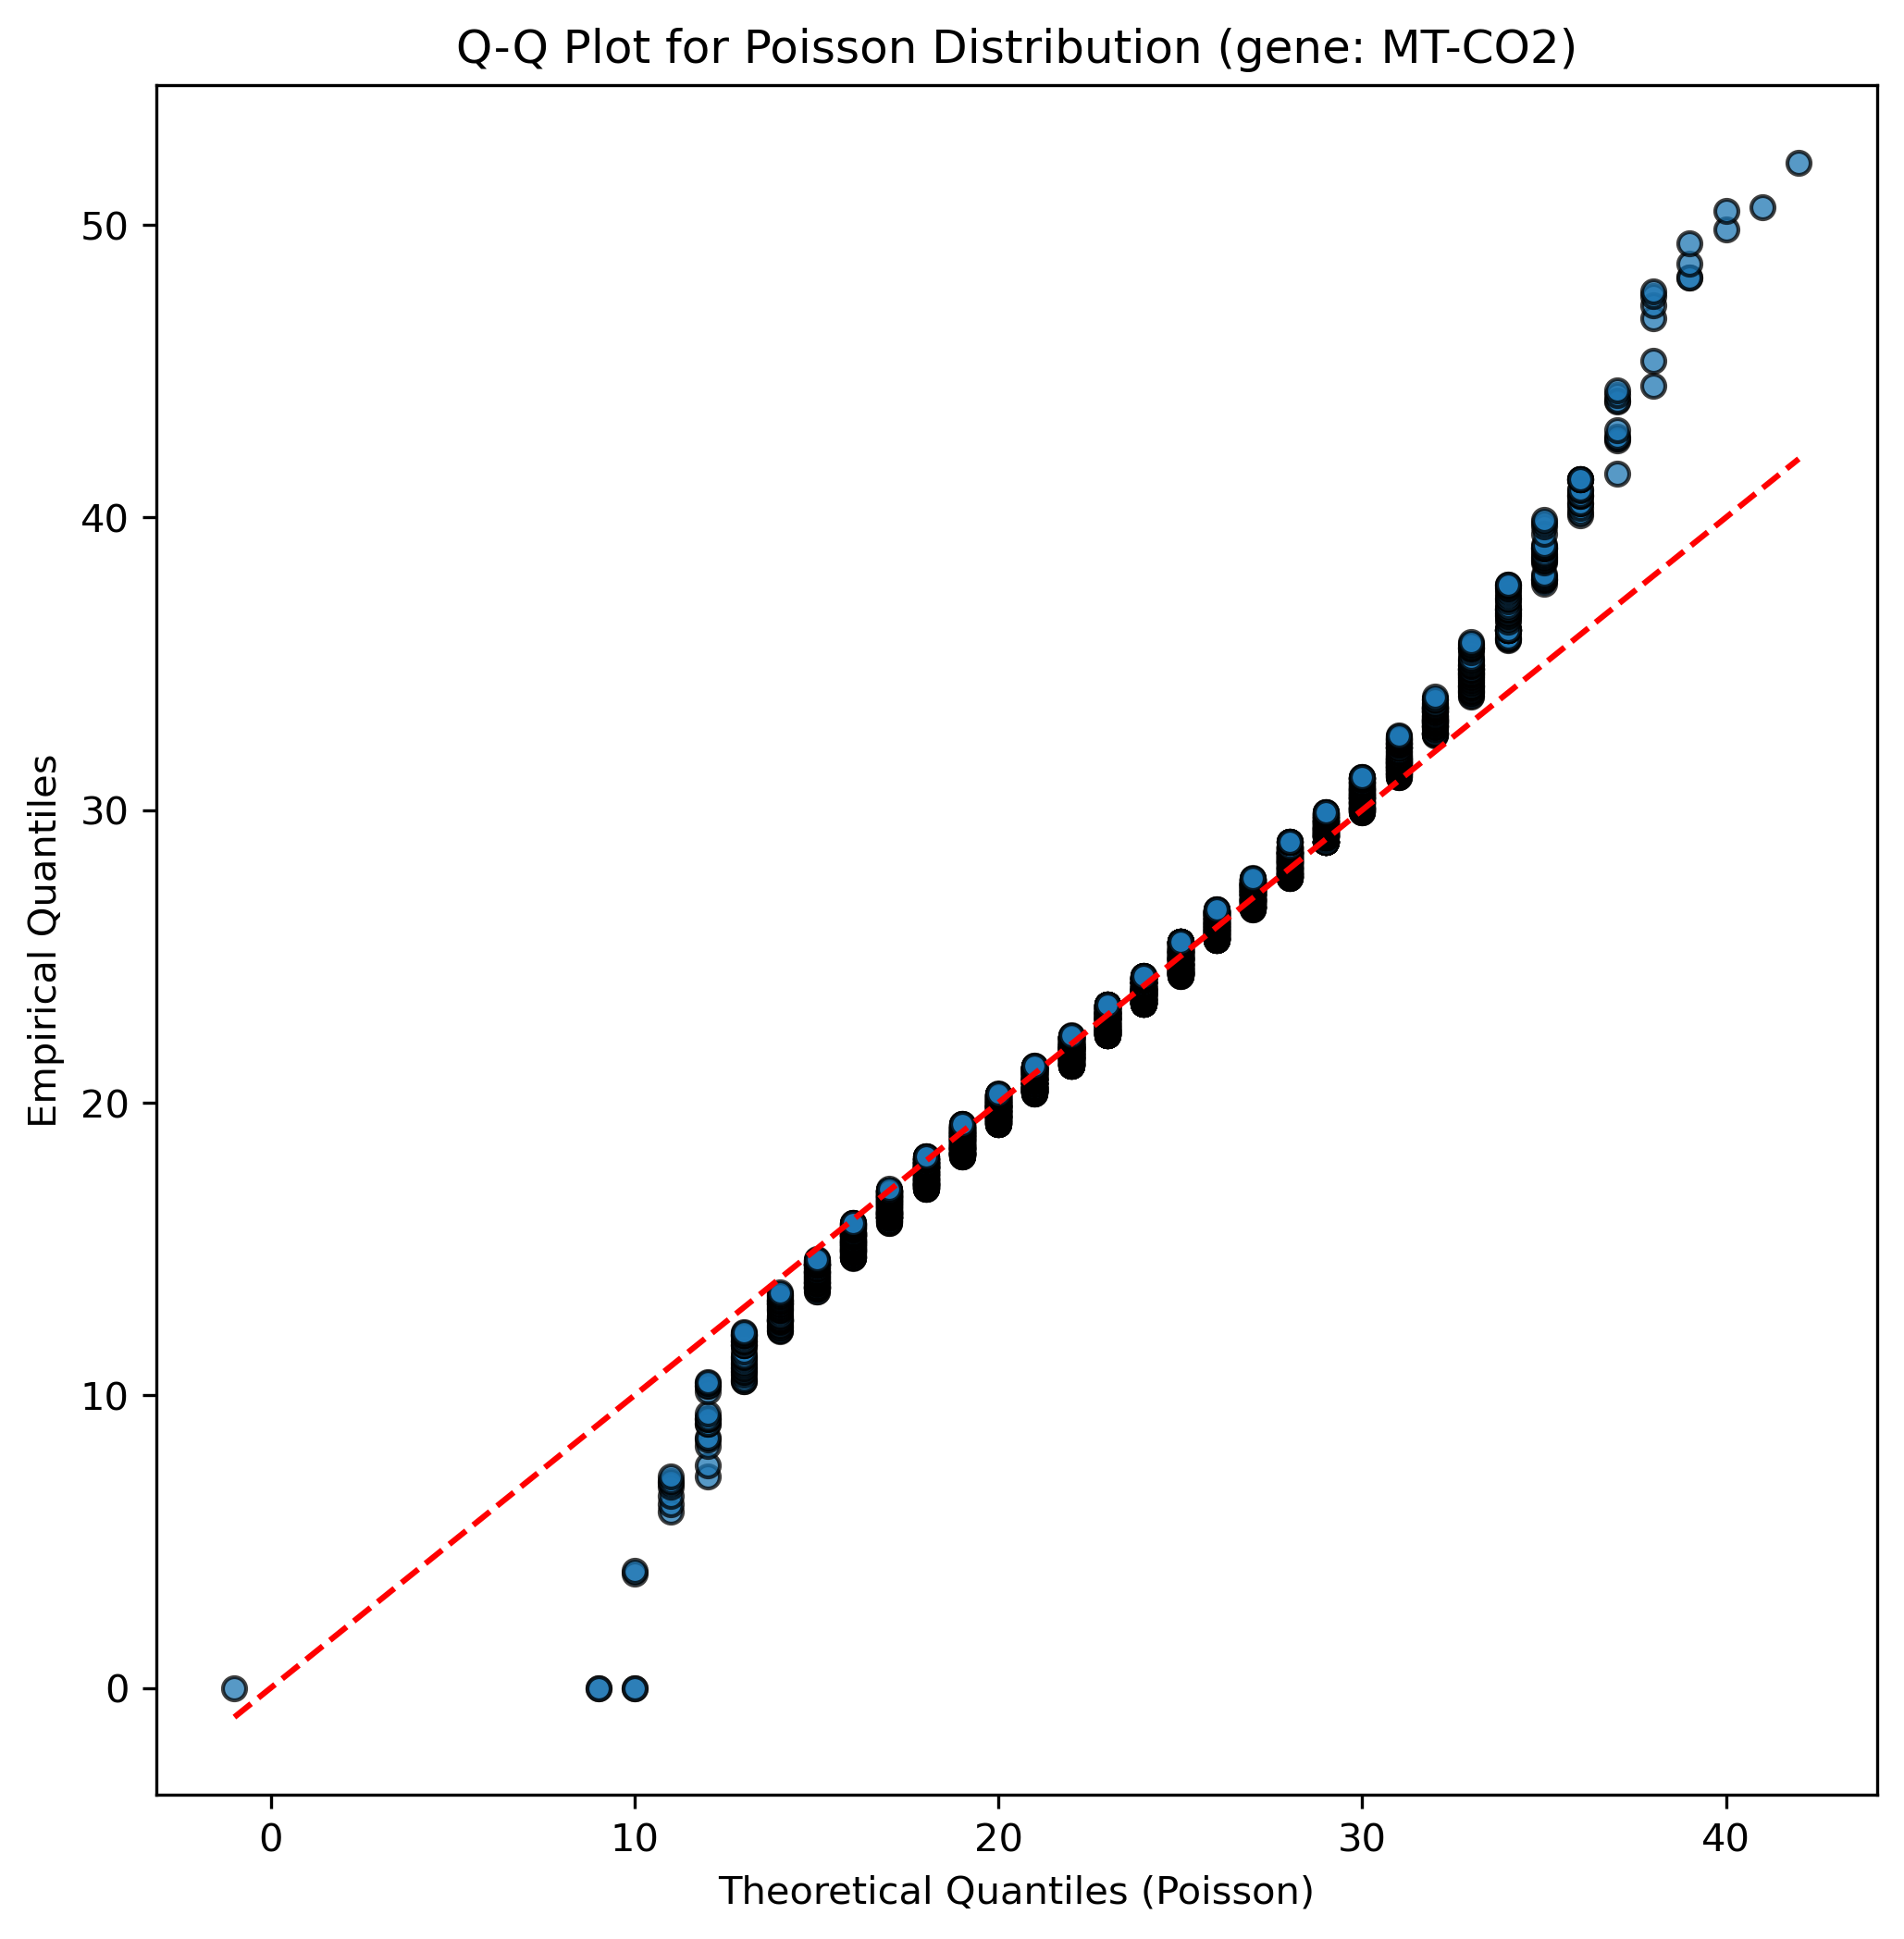 Q-Q Plot for Poisson Distribution (gene: MT-CO2)
Empirical Quantiles
50
40
30
20
10
0
0 10 20 30 40
Theoretical Quantiles (Poisson)